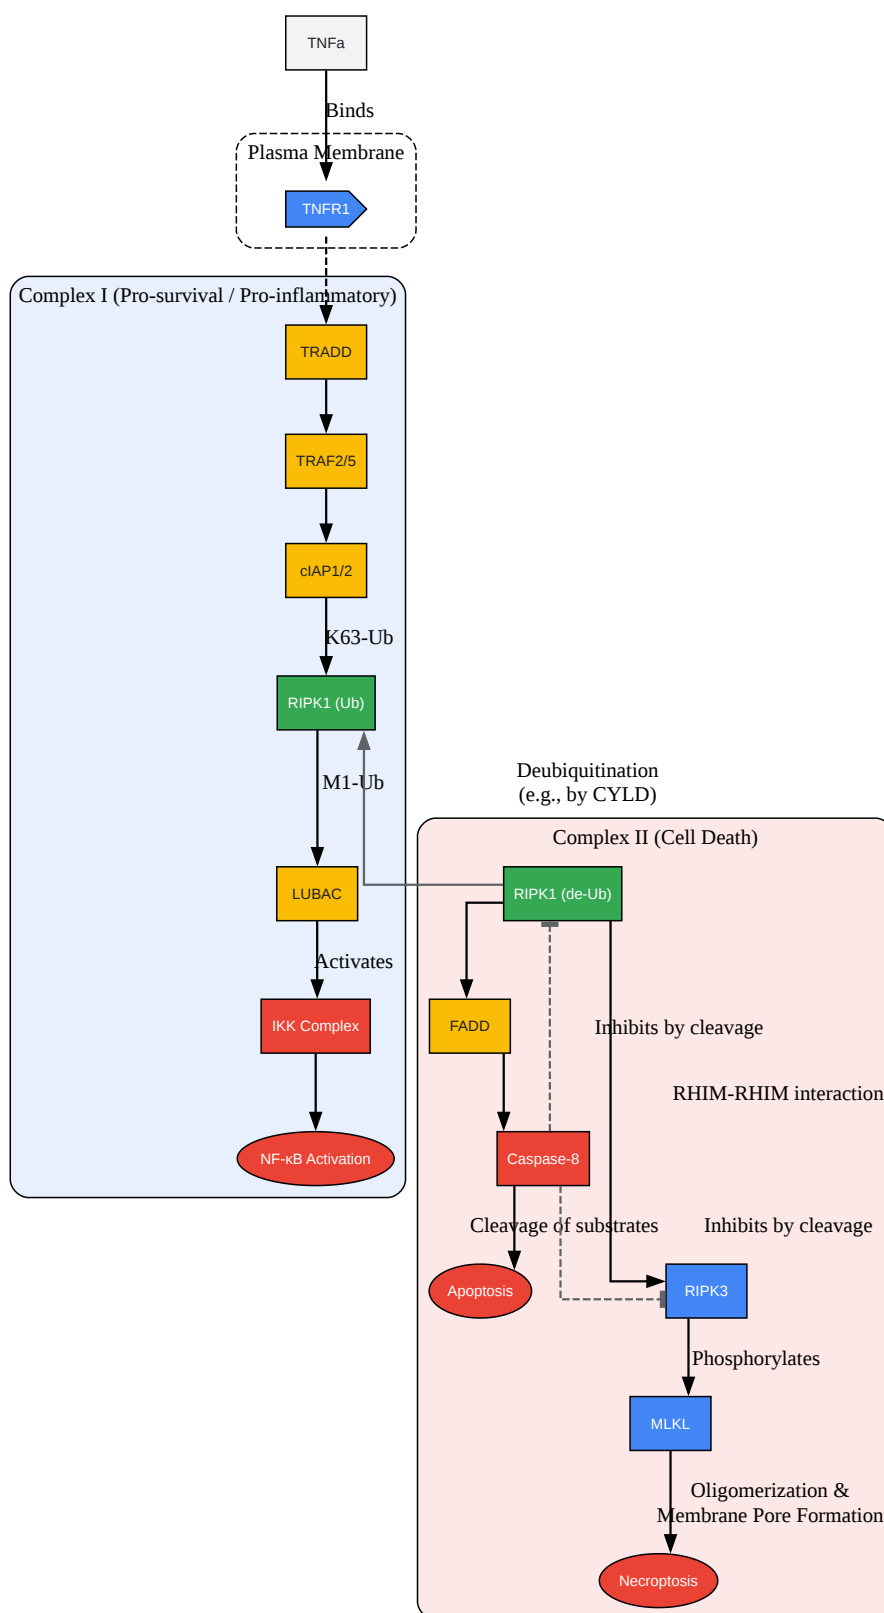 TNFa
Binds
Plasma Membrane
TNFR1
Complex I (Pro-survival / Pro-inflammatory)
TRADD
TRAF2/5
cIAP1/2
K63-Ub
RIPK1 (Ub)
M1-Ub
LUBAC
Activates
IKK Complex
NF-κB Activation
Deubiquitination
(e.g., by CYLD)
Complex II (Cell Death)
RIPK1 (de-Ub)
FADD
Inhibits by cleavage
RHIM-RHIM interaction
Caspase-8
Cleavage of substrates
Inhibits by cleavage
Apoptosis
RIPK3
Phosphorylates
MLKL
Oligomerization &
Membrane Pore Formation
Necroptosis